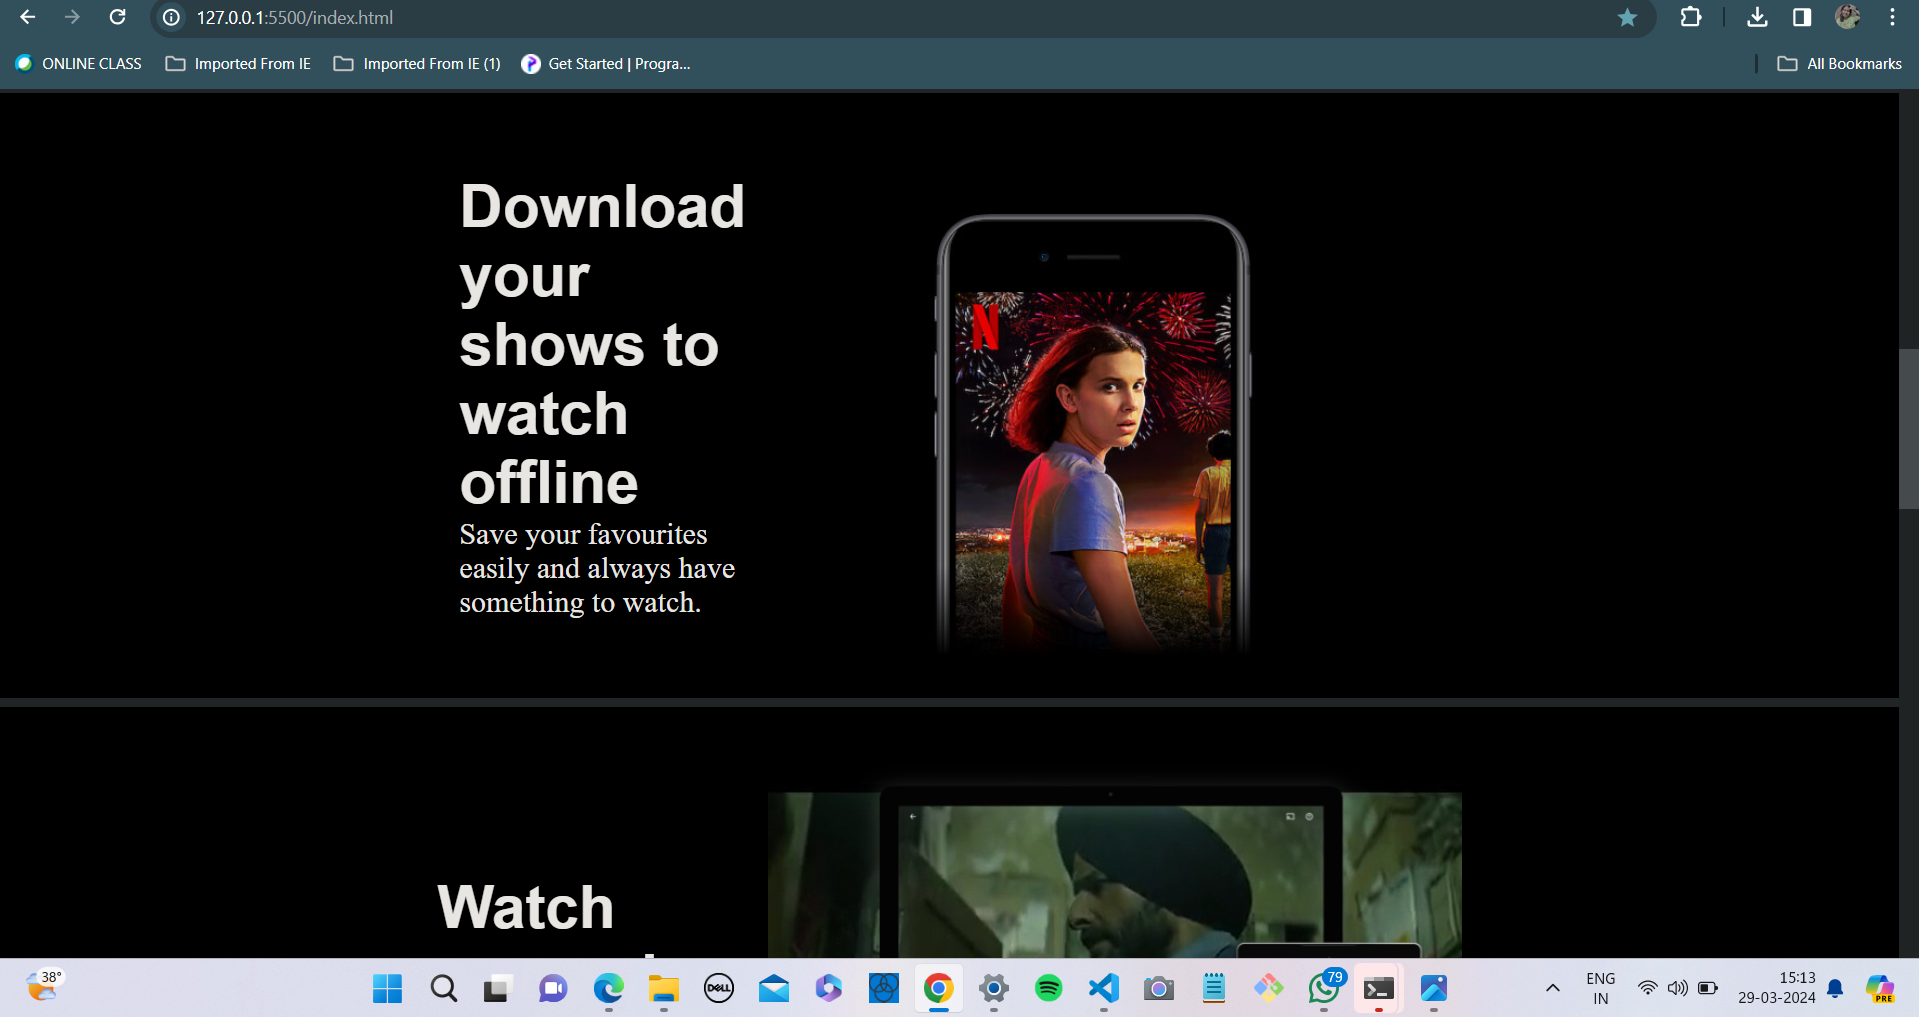 127.0.0.1:5500/index.html
ONLINE CLASS
Imported From IE
Imported From IE (1)
Get Started | Progra...
All Bookmarks
Download
your
shows to
watch
offline
Save your favourites
easily and always have
something to watch.
N
Watch
38°
DELL
79
ENG
IN
15:13
29-03-2024
PRE